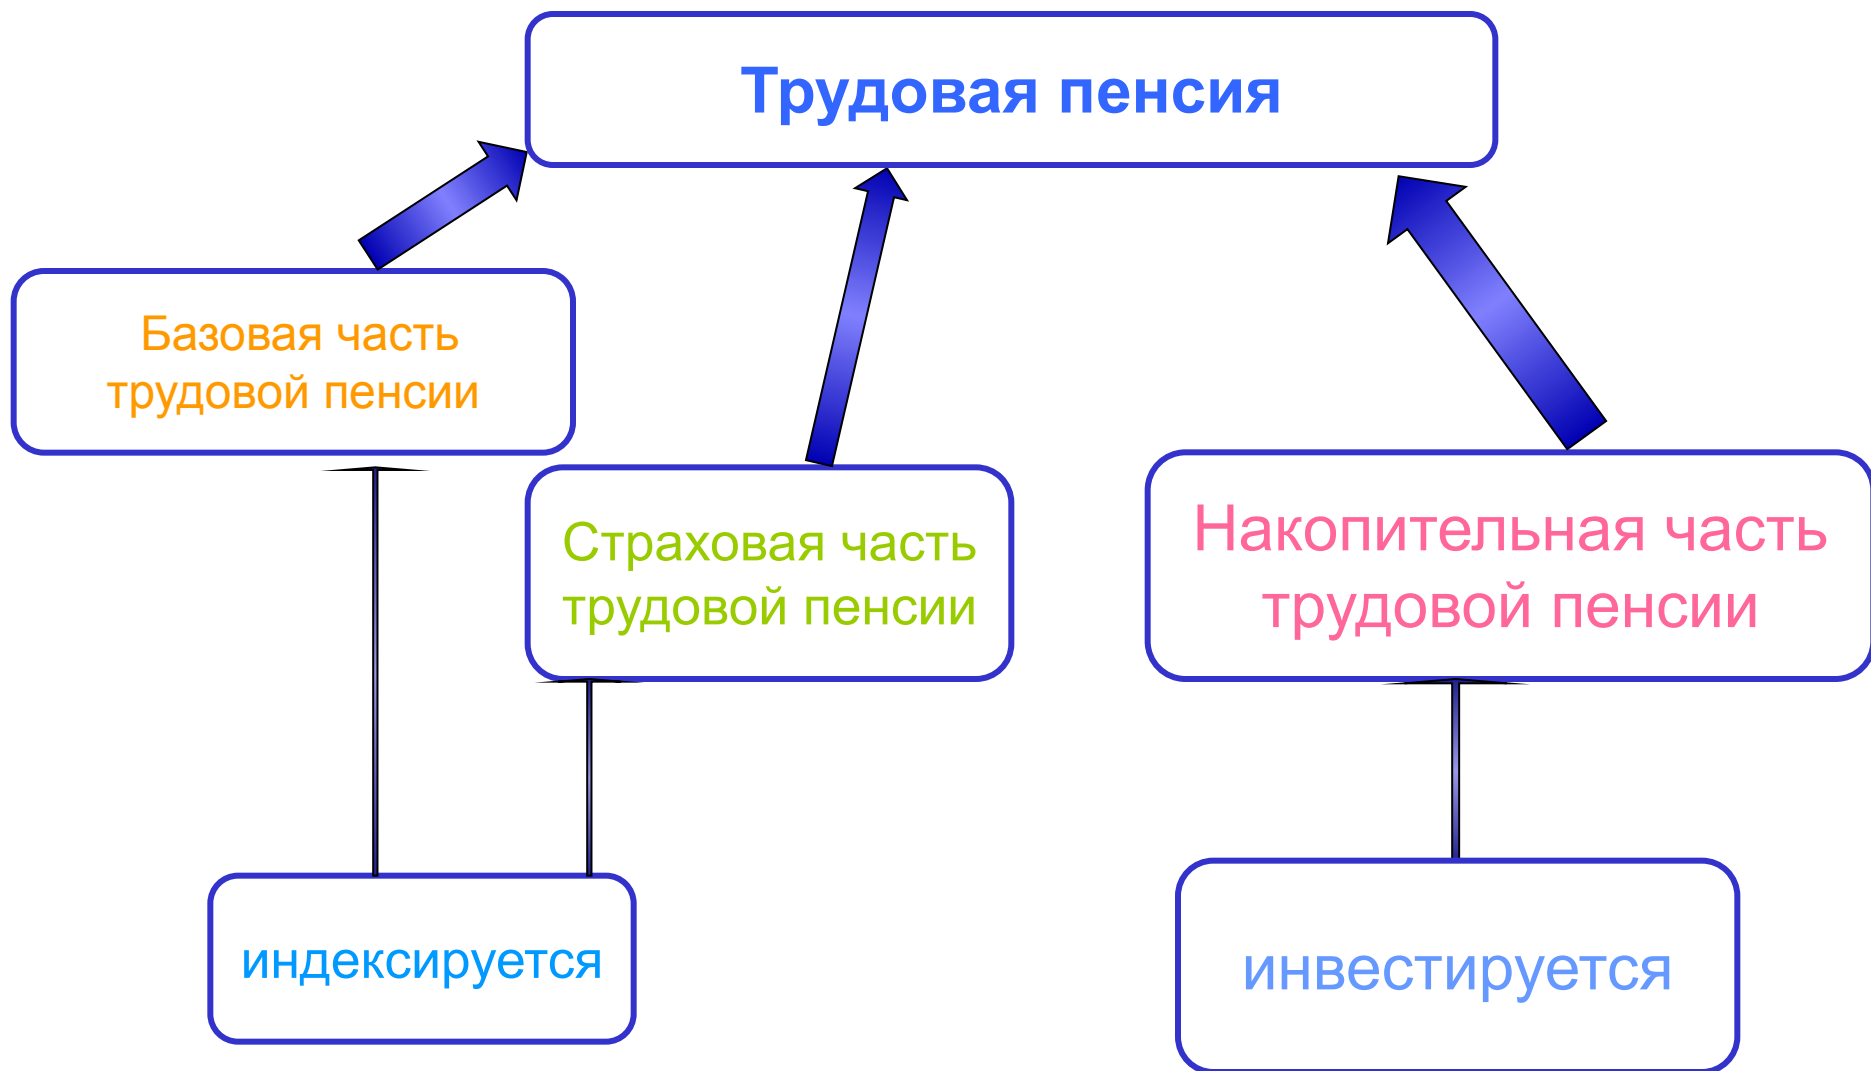 Трудовая пенсия
Базовая часть
трудовой пенсии
Страховая часть
трудовой пенсии
Накопительная часть
трудовой пенсии
индексируется
инвестируется